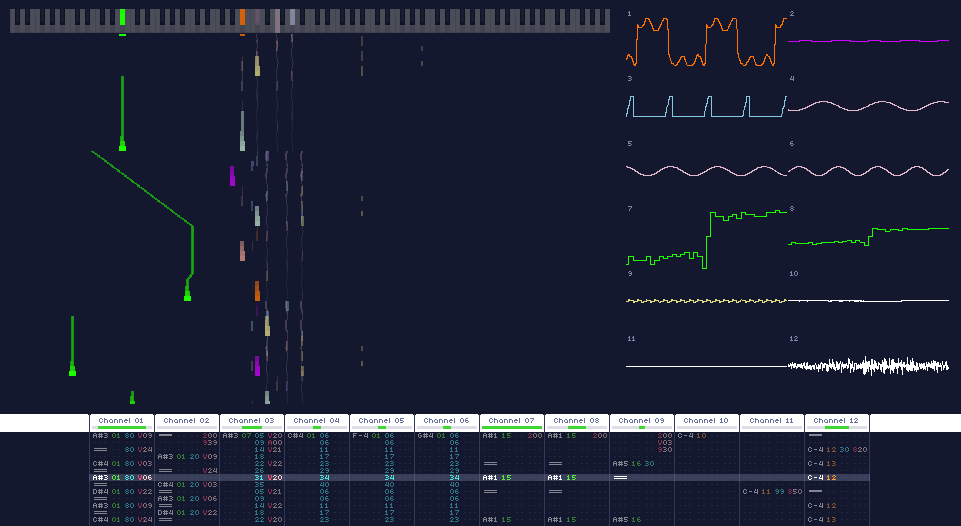 1 2
3 4
5 6
7 8
9 10
11 12
Channel 01 Channel 02 Channel 03 Channel 04 Channel 05 Channel 06 Channel 07 Channel 08 Channel 09 Channel 10 Channel 11 Channel 12
A#3 01 80 V09 200 A#3 07 05 V20 C#4 01 06 F-4 01 06 G#4 01 06 A#1 15 200 A#1 15 200 200 C-4 10
939 09 A00 06 06 06 V03
80 V24 14 V21 11 11 11 930 C-4 12 30 820
A#3 01 20 V09 18 17 17 17
C#4 01 80 V03 22 V22 23 23 23 A#5 16 30 C-4 13
V24 26 29 29 29
A#3 01 80 V06 31 V20 34 34 34 A#1 15 A#1 15 C-4 12
C#4 01 20 V03 35 40 40 40
D#4 01 80 V22 05 V21 06 06 06 C-4 11 99 850
A#3 01 20 V06 09 06 06 06
A#3 01 80 V09 14 V21 11 11 11 C-4 12
D#4 01 20 V22 18 17 17 17
C#4 01 80 V24 22 V22 23 23 23 A#1 15 A#1 15 A#5 16 C-4 13